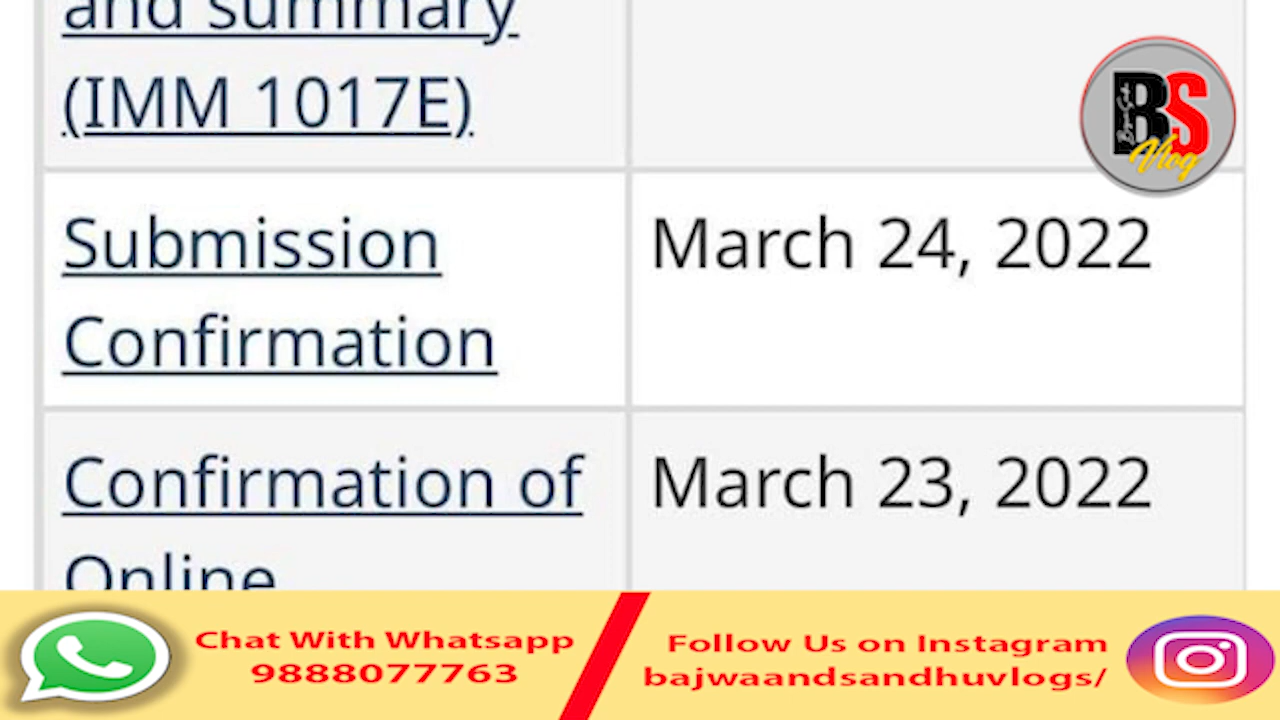 and summary
(IMM 1017E)
BS
Vlog
Submission
Confirmation
March 24, 2022
Confirmation of
Online
March 23, 2022
Chat With Whatsapp
9888077763
Follow Us on Instagram
bajwaandsandhuvlogs/